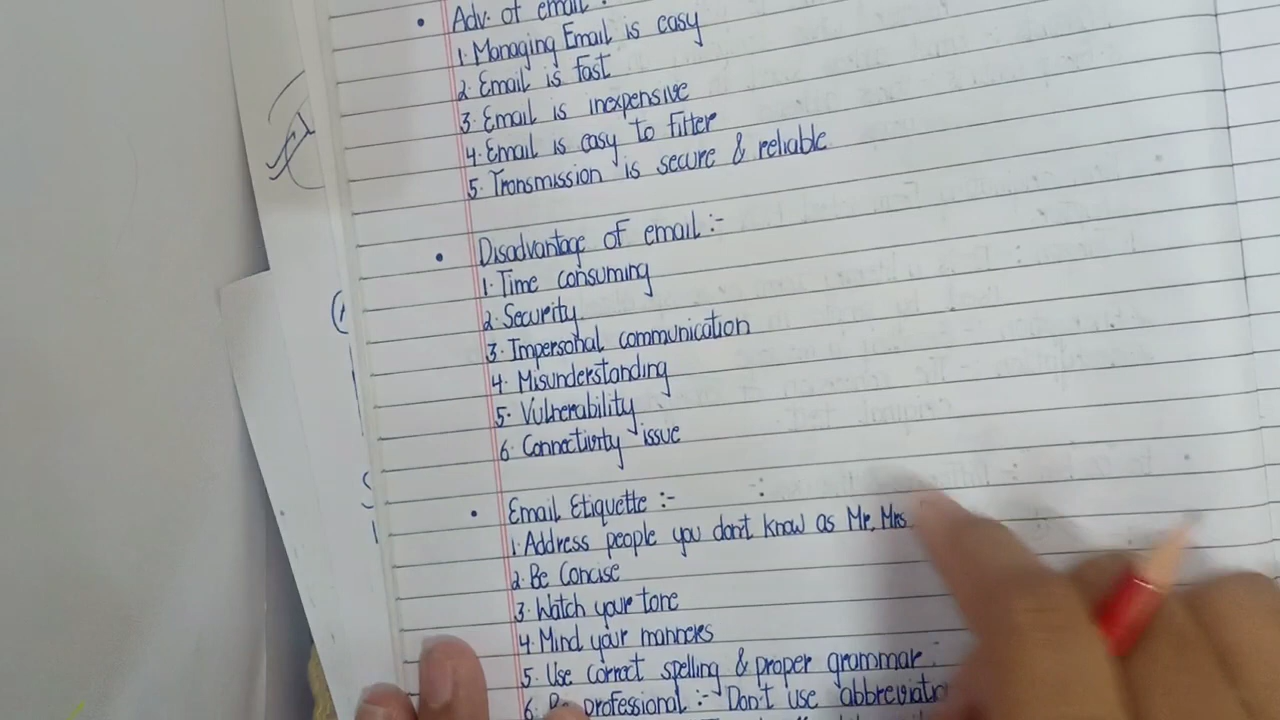 • Adv. of email :
1. Managing Email is easy
2. Email is fast
3. Email is inexpensive
4. Email is easy to filter
5. Transmission is secure & reliable
• Disadvantage of email :-
1. Time consuming
2. Security
3. Impersonal communication
4. Misunderstanding
5. Vulnerability
6. Connectivity issue
• Email Etiquette :-
1. Address people you don't know as Mr, Mrs
2. Be Concise
3. Watch your tone
4. Mind your manners
5. Use correct spelling & proper grammar
6. Be professional :- Don't use abbreviation